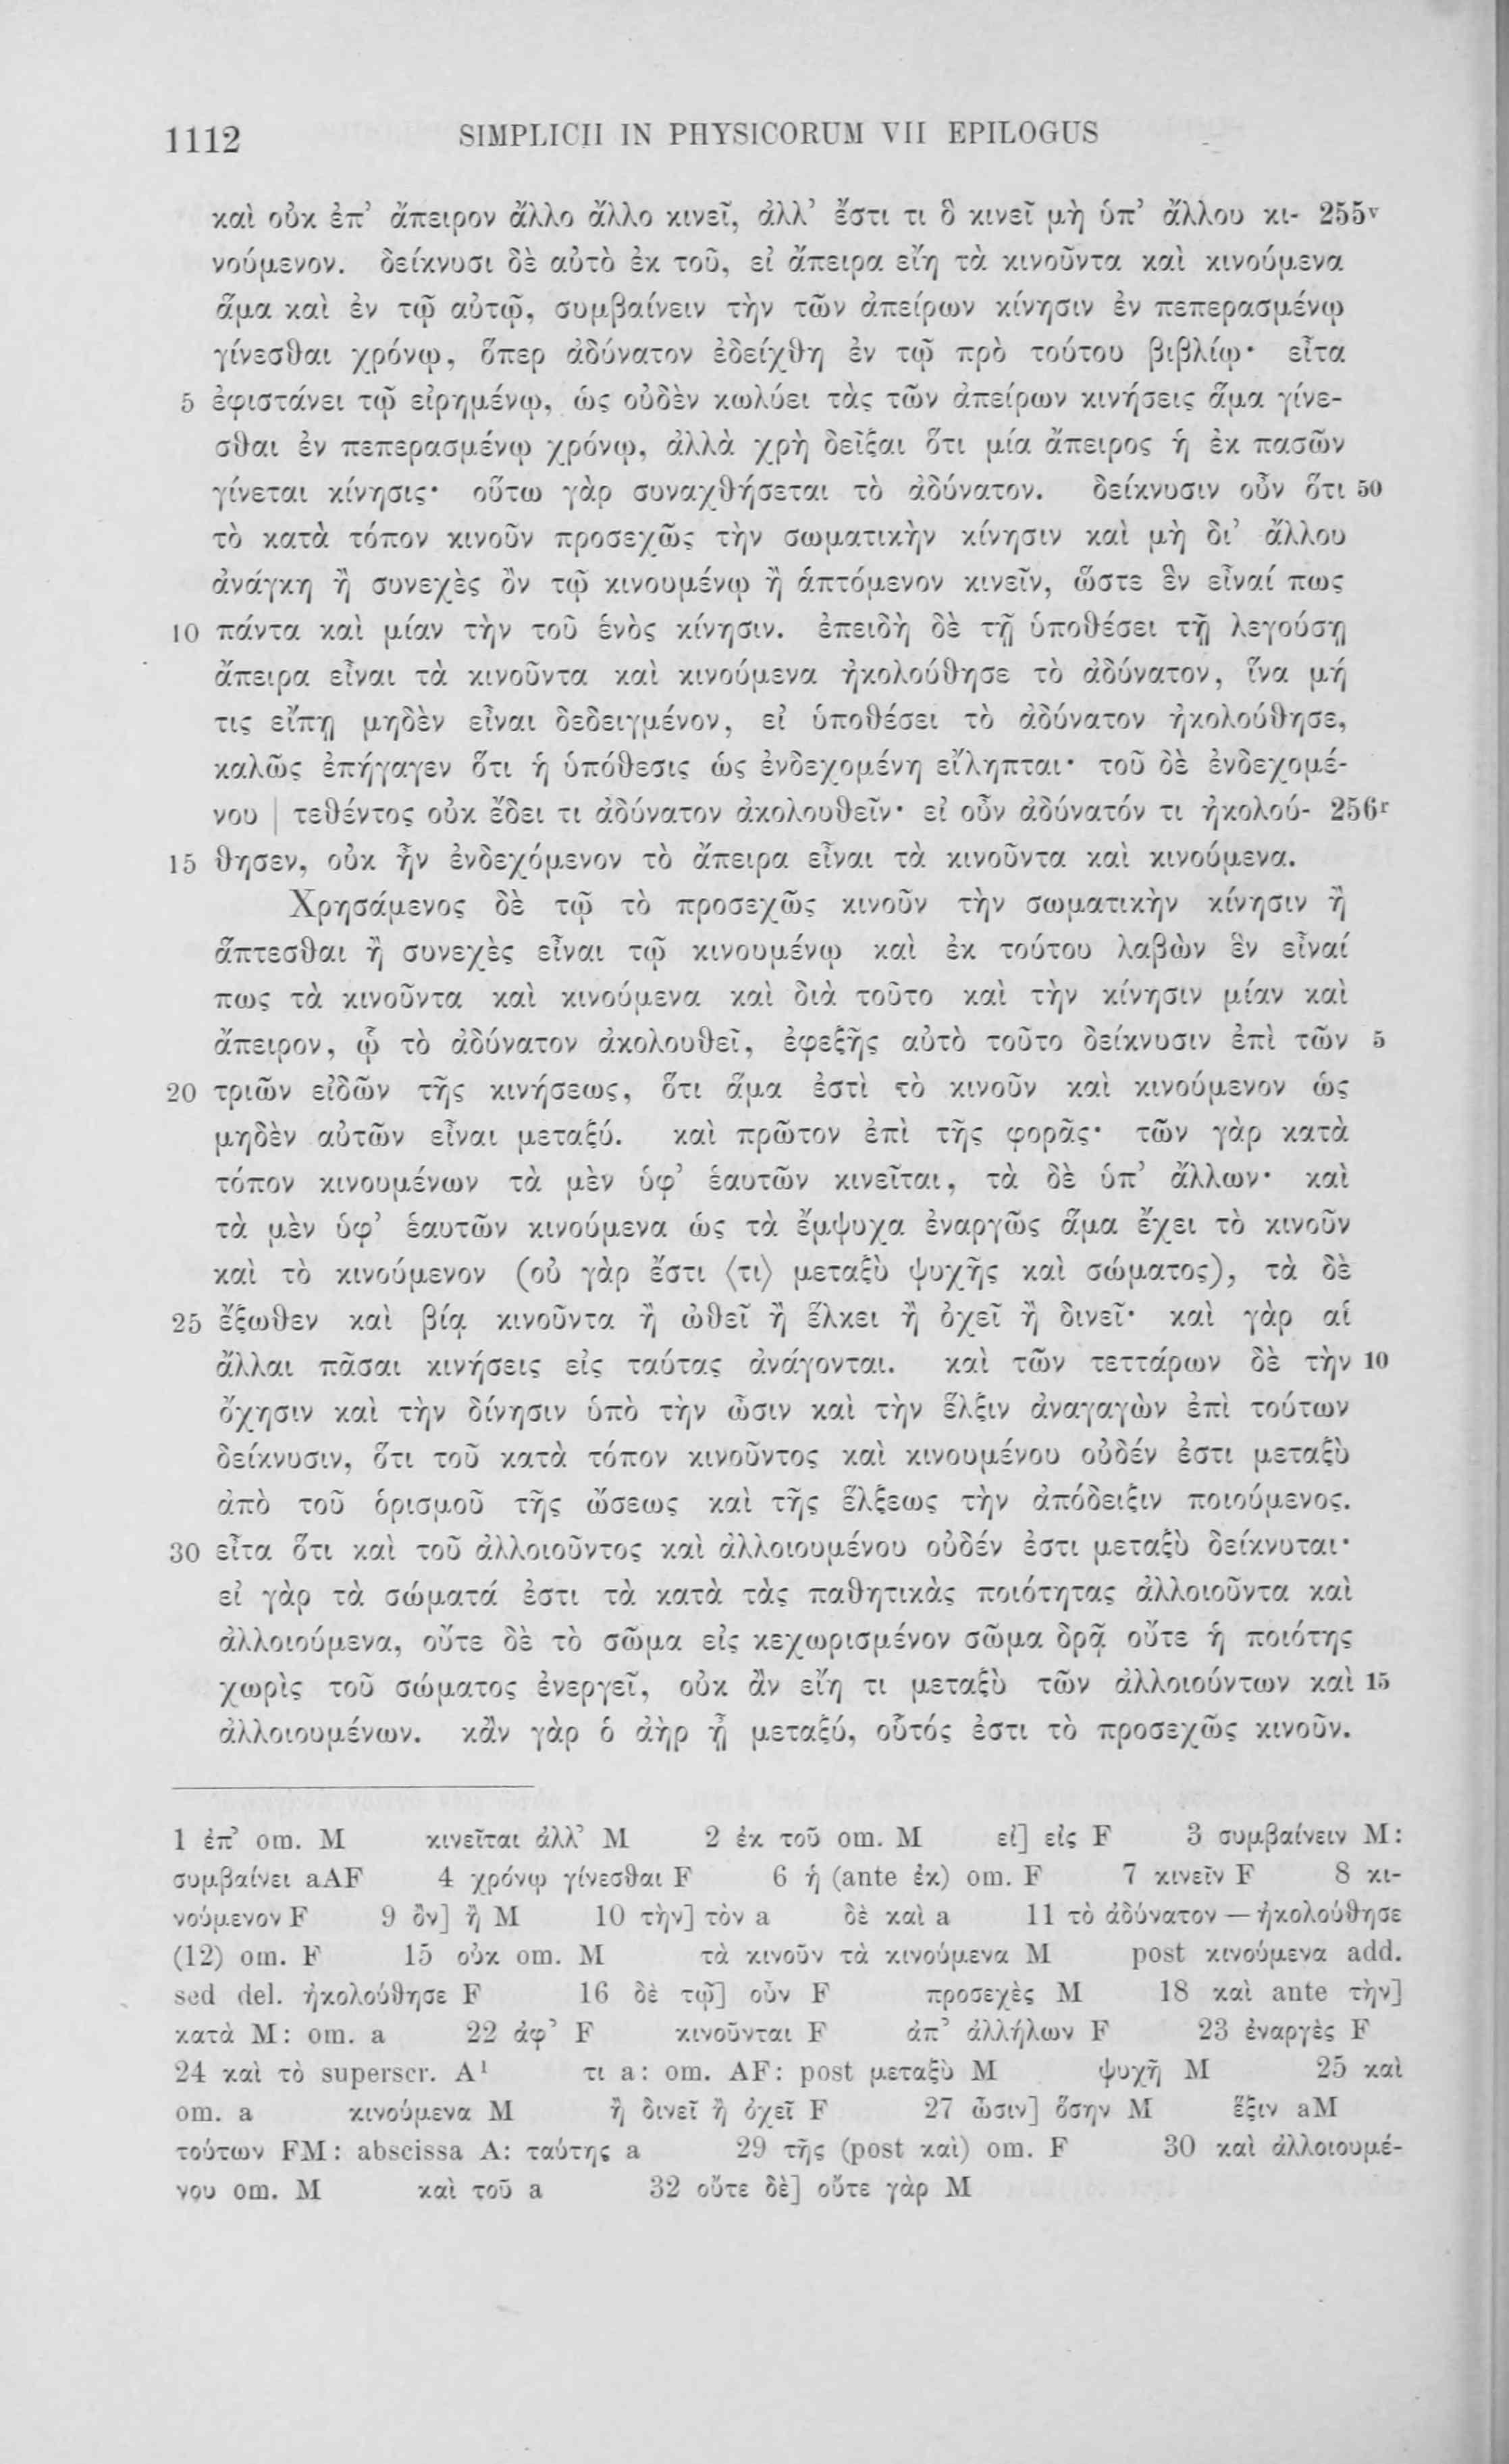 1112 SIMPLICII IN PHYSICORUM VII EPILOGUS
καὶ οὐκ ἐπ’ ἄπειρον ἄλλο ἄλλο κινεῖ, ἀλλ’ ἔστι τι ὃ κινεῖ μὴ ὑπ’ ἄλλου κι- 255v
νούμενον. δείκνυσι δὲ αὐτὸ ἐκ τοῦ, εἰ ἄπειρα εἴη τὰ κινοῦντα καὶ κινούμενα
ἅμα καὶ ἐν τῷ αὐτῷ, συμβαίνειν τὴν τῶν ἀπείρων κίνησιν ἐν πεπερασμένῳ
γίνεσθαι χρόνῳ, ὅπερ ἀδύνατον ἐδείχθη ἐν τῷ πρὸ τούτου βιβλίῳ· εἶτα
5 ἐφιστάνει τῷ εἰρημένῳ, ὡς οὐδὲν κωλύει τὰς τῶν ἀπείρων κινήσεις ἅμα γίνε-
σθαι ἐν πεπερασμένῳ χρόνῳ, ἀλλὰ χρὴ δεῖξαι ὅτι μία ἄπειρος ἡ ἐκ πασῶν
γίνεται κίνησις· οὕτω γὰρ συναχθήσεται τὸ ἀδύνατον. δείκνυσιν οὖν ὅτι 50
τὸ κατὰ τόπον κινοῦν προσεχῶς τὴν σωματικὴν κίνησιν καὶ μὴ δι’ ἄλλου
ἀνάγκη ἢ συνεχὲς ὂν τῷ κινουμένῳ ἢ ἁπτόμενον κινεῖν, ὥστε ἓν εἶναί πως
10 πάντα καὶ μίαν τὴν τοῦ ἑνὸς κίνησιν. ἐπειδὴ δὲ τῇ ὑποθέσει τῇ λεγούσῃ
ἄπειρα εἶναι τὰ κινοῦντα καὶ κινούμενα ἠκολούθησε τὸ ἀδύνατον, ἵνα μή
τις εἴπῃ μηδὲν εἶναι δεδειγμένον, εἰ ὑποθέσει τὸ ἀδύνατον ἠκολούθησε,
καλῶς ἐπήγαγεν ὅτι ἡ ὑπόθεσις ὡς ἐνδεχομένη εἴληπται· τοῦ δὲ ἐνδεχομέ-
νου | τεθέντος οὐκ ἔδει τι ἀδύνατον ἀκολουθεῖν· εἰ οὖν ἀδύνατόν τι ἠκολού- 256r
15 θησεν, οὐκ ἦν ἐνδεχόμενον τὸ ἄπειρα εἶναι τὰ κινοῦντα καὶ κινούμενα.
Χρησάμενος δὲ τῷ τὸ προσεχῶς κινοῦν τὴν σωματικὴν κίνησιν ἢ
ἅπτεσθαι ἢ συνεχὲς εἶναι τῷ κινουμένῳ καὶ ἐκ τούτου λαβὼν ἓν εἶναί
πως τὰ κινοῦντα καὶ κινούμενα καὶ διὰ τοῦτο καὶ τὴν κίνησιν μίαν καὶ
ἄπειρον, ᾧ τὸ ἀδύνατον ἀκολουθεῖ, ἐφεξῆς αὐτὸ τοῦτο δείκνυσιν ἐπὶ τῶν 5
20 τριῶν εἰδῶν τῆς κινήσεως, ὅτι ἅμα ἐστὶ τὸ κινοῦν καὶ κινούμενον ὡς
μηδὲν αὐτῶν εἶναι μεταξύ. καὶ πρῶτον ἐπὶ τῆς φορᾶς· τῶν γὰρ κατὰ
τόπον κινουμένων τὰ μὲν ὑφ’ ἑαυτῶν κινεῖται, τὰ δὲ ὑπ’ ἄλλων· καὶ
τὰ μὲν ὑφ’ ἑαυτῶν κινούμενα ὡς τὰ ἔμψυχα ἐναργῶς ἅμα ἔχει τὸ κινοῦν
καὶ τὸ κινούμενον (οὐ γὰρ ἔστι ⟨τι⟩ μεταξὺ ψυχῆς καὶ σώματος), τὰ δὲ
25 ἔξωθεν καὶ βίᾳ κινοῦντα ἢ ὠθεῖ ἢ ἕλκει ἢ ὀχεῖ ἢ δινεῖ· καὶ γὰρ αἱ
ἄλλαι πᾶσαι κινήσεις εἰς ταύτας ἀνάγονται. καὶ τῶν τεττάρων δὲ τὴν 10
ὄχησιν καὶ τὴν δίνησιν ὑπὸ τὴν ὦσιν καὶ τὴν ἕλξιν ἀναγαγὼν ἐπὶ τούτων
δείκνυσιν, ὅτι τοῦ κατὰ τόπον κινοῦντος καὶ κινουμένου οὐδέν ἐστι μεταξὺ
ἀπὸ τοῦ ὁρισμοῦ τῆς ὤσεως καὶ τῆς ἕλξεως τὴν ἀπόδειξιν ποιούμενος.
30 εἶτα ὅτι καὶ τοῦ ἀλλοιοῦντος καὶ ἀλλοιουμένου οὐδέν ἐστι μεταξὺ δείκνυται·
εἰ γὰρ τὰ σώματά ἐστι τὰ κατὰ τὰς παθητικὰς ποιότητας ἀλλοιοῦντα καὶ
ἀλλοιούμενα, οὔτε δὲ τὸ σῶμα εἰς κεχωρισμένον σῶμα δρᾷ οὔτε ἡ ποιότης
χωρὶς τοῦ σώματος ἐνεργεῖ, οὐκ ἂν εἴη τι μεταξὺ τῶν ἀλλοιούντων καὶ 15
ἀλλοιουμένων. κἂν γὰρ ὁ ἀὴρ ᾖ μεταξύ, οὗτός ἐστι τὸ προσεχῶς κινοῦν.
1 ἐπ’ om. M κινεῖται ἀλλ’ M 2 ἐκ τοῦ om. M εἰ] εἰς F 3 συμβαίνειν M:
συμβαίνει aAF 4 χρόνῳ γίνεσθαι F 6 ἡ (ante ἐκ) om. F 7 κινεῖν F 8 κι-
νούμενον F 9 ὂν] ἢ M 10 τὴν] τὸν a δὲ καὶ a 11 τὸ ἀδύνατον — ἠκολούθησε
(12) om. F 15 οὐκ om. M τὰ κινοῦν τὰ κινούμενα M post κινούμενα add.
sed del. ἠκολούθησε F 16 δὲ τῷ] οὖν F προσεχὲς M 18 καὶ ante τὴν]
κατὰ M: om. a 22 ἀφ’ F κινοῦνται F ἀπ’ ἀλλήλων F 23 ἐναργὲς F
24 καὶ τὸ superscr. A¹ τι a: om. AF: post μεταξὺ M ψυχῇ M 25 καὶ
om. a κινούμενα M ἢ δινεῖ ἢ ὀχεῖ F 27 ὦσιν] ὅσην M ἕξιν aM
τούτων FM: abscissa A: ταύτης a 29 τῆς (post καὶ) om. F 30 καὶ ἀλλοιουμέ-
νου om. M καὶ τοῦ a 32 οὔτε δὲ] οὔτε γὰρ M